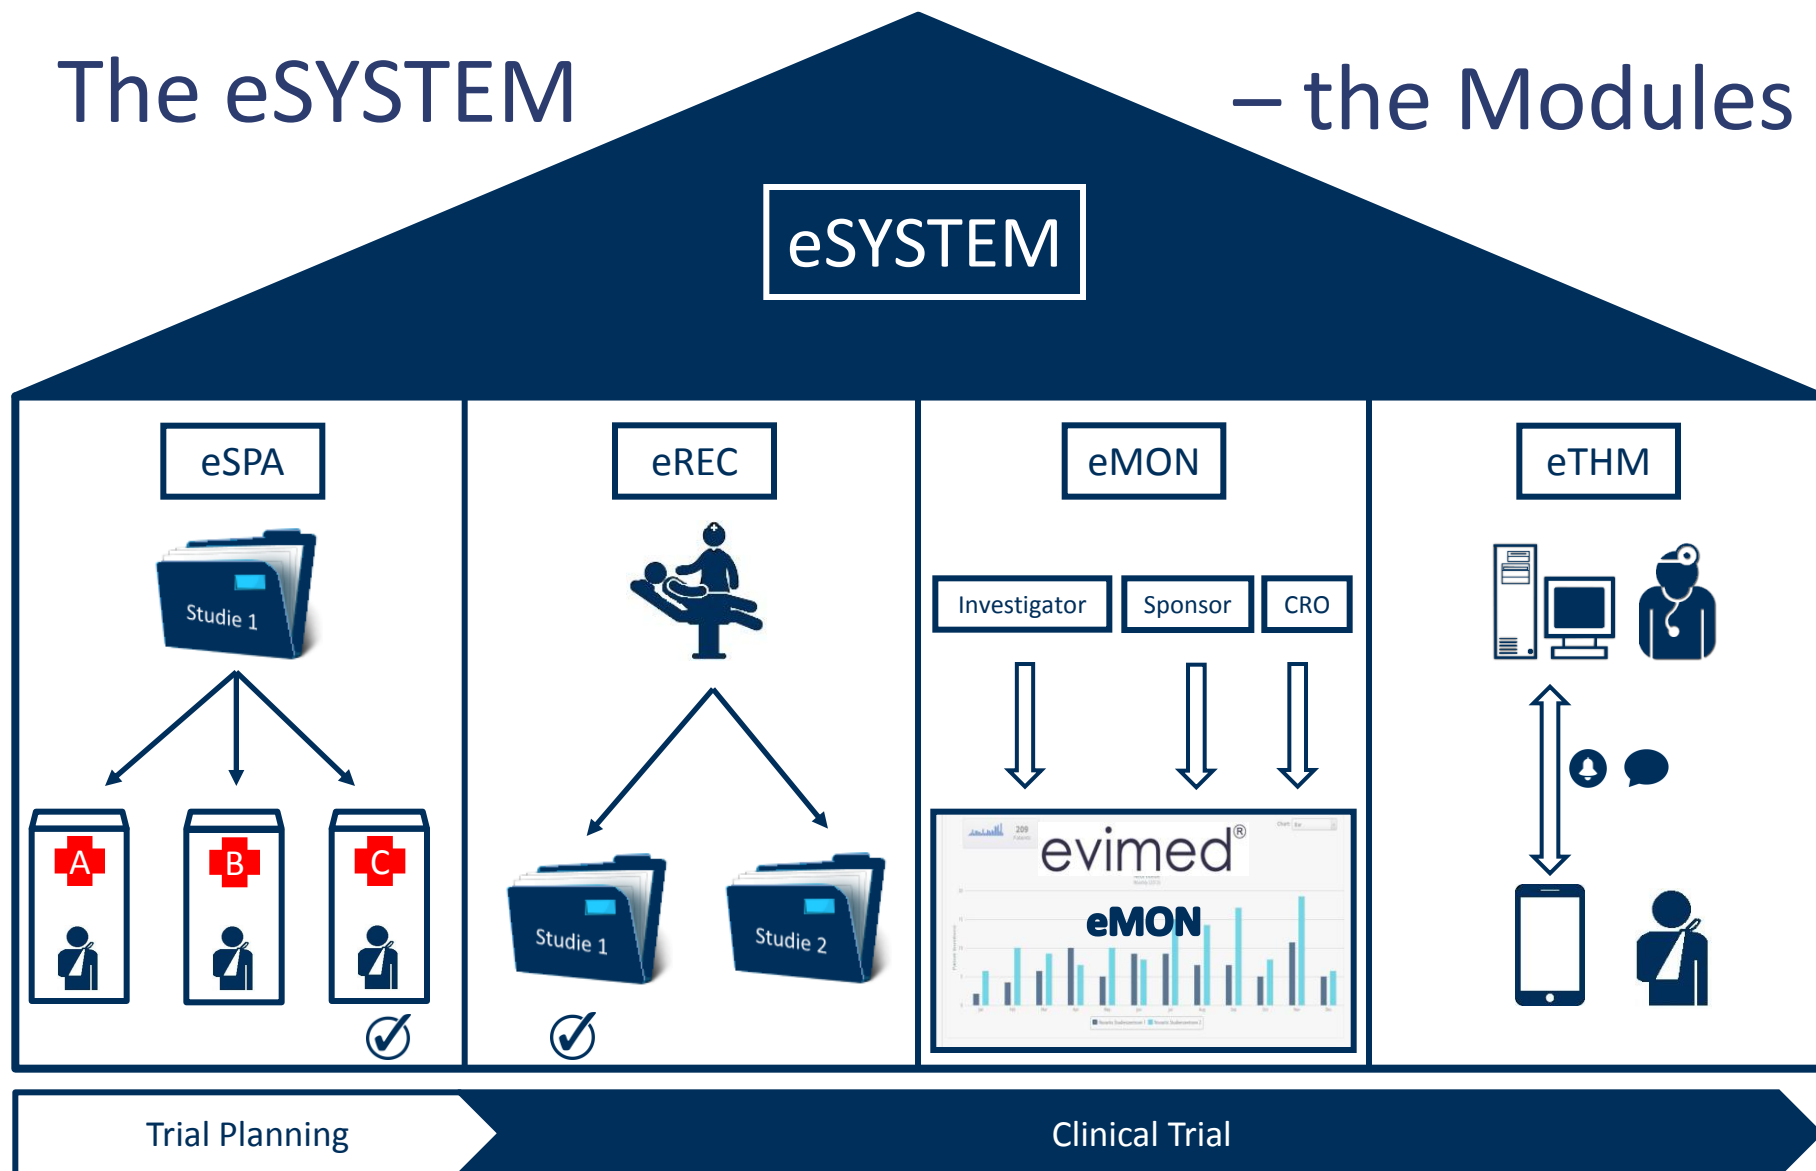 The eSYSTEM – the Modules
eSYSTEM
eSPA
eREC
eMON
eTHM
Studie 1
A
B
C
Investigator
Sponsor
CRO
209
evimed®
eMON
Studie 1
Studie 2
Trial Planning
Clinical Trial